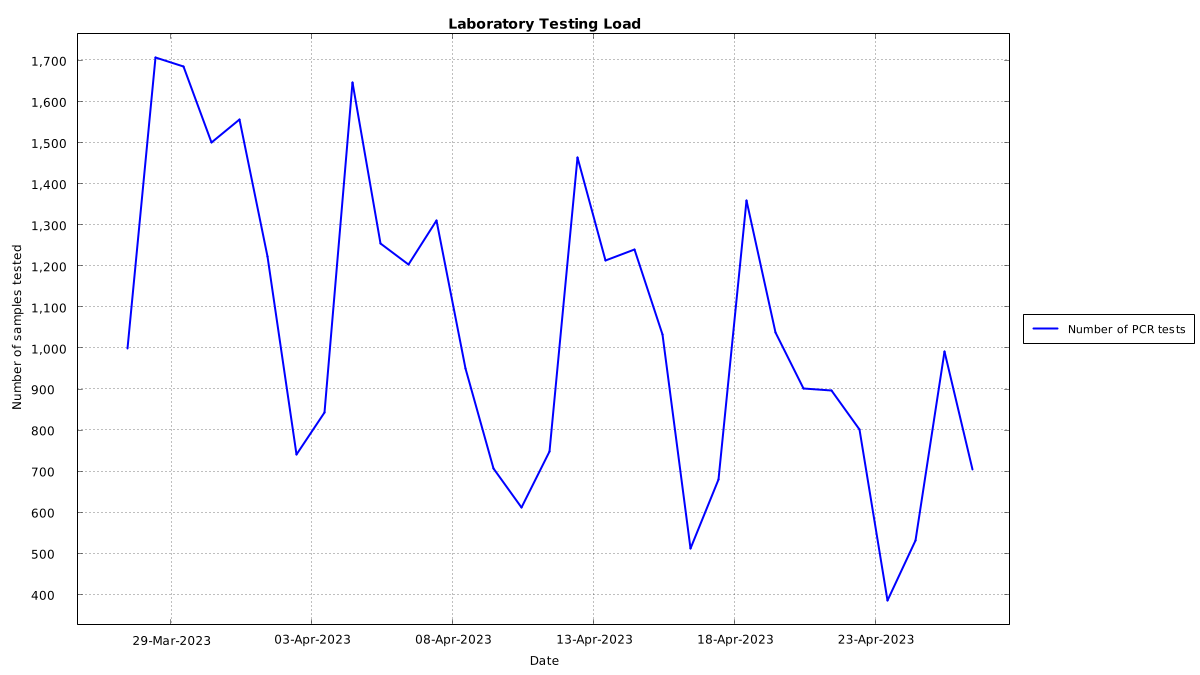 Laboratory Testing Load
1,700
1,600
1,500
1,400
1,300
1,200
1,100
1,000
900
800
700
600
500
400
Number of samples tested
29-Mar-2023 03-Apr-2023 08-Apr-2023 13-Apr-2023 18-Apr-2023 23-Apr-2023
Date
Number of PCR tests